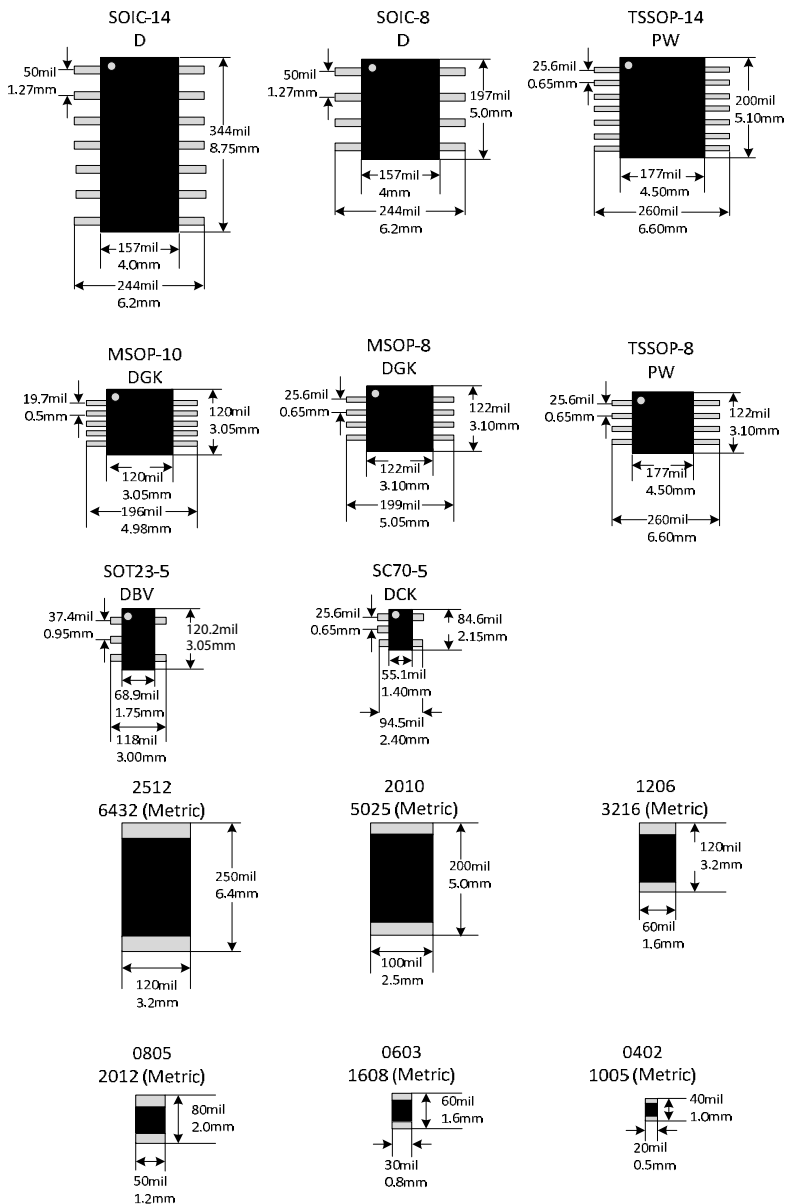 SOIC-14
D
50mil
1.27mm
344mil
8.75mm
157mil
4.0mm
244mil
6.2mm
SOIC-8
D
50mil
1.27mm
197mil
5.0mm
157mil
4mm
244mil
6.2mm
TSSOP-14
PW
25.6mil
0.65mm
200mil
5.10mm
177mil
4.50mm
260mil
6.60mm
MSOP-10
DGK
19.7mil
0.5mm
120mil
3.05mm
120mil
3.05mm
196mil
4.98mm
MSOP-8
DGK
25.6mil
0.65mm
122mil
3.10mm
122mil
3.10mm
199mil
5.05mm
TSSOP-8
PW
25.6mil
0.65mm
122mil
3.10mm
177mil
4.50mm
260mil
6.60mm
SOT23-5
DBV
37.4mil
0.95mm
120.2mil
3.05mm
68.9mil
1.75mm
118mil
3.00mm
SC70-5
DCK
25.6mil
0.65mm
84.6mil
2.15mm
55.1mil
1.40mm
94.5mil
2.40mm
2512
6432 (Metric)
250mil
6.4mm
120mil
3.2mm
2010
5025 (Metric)
200mil
5.0mm
100mil
2.5mm
1206
3216 (Metric)
120mil
3.2mm
60mil
1.6mm
0805
2012 (Metric)
80mil
2.0mm
50mil
1.2mm
0603
1608 (Metric)
60mil
1.6mm
30mil
0.8mm
0402
1005 (Metric)
40mil
1.0mm
20mil
0.5mm